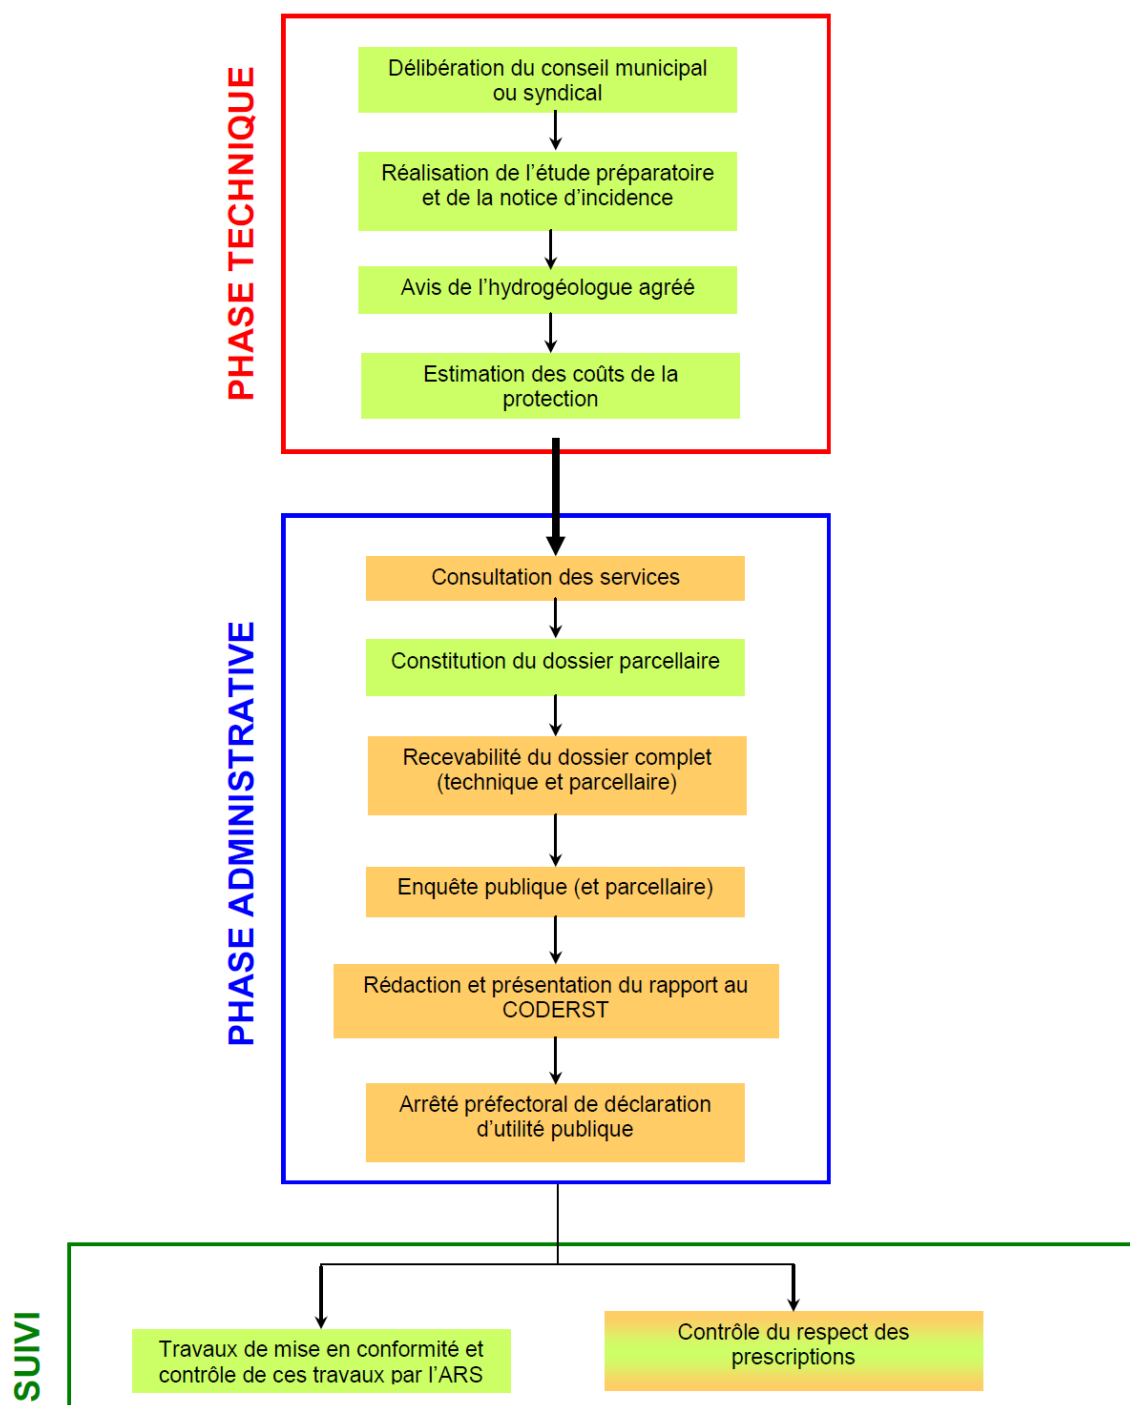 PHASE TECHNIQUE
Délibération du conseil municipal
ou syndical
Réalisation de l’étude préparatoire
et de la notice d’incidence
Avis de l’hydrogéologue agréé
Estimation des coûts de la
protection
PHASE ADMINISTRATIVE
Consultation des services
Constitution du dossier parcellaire
Recevabilité du dossier complet
(technique et parcellaire)
Enquête publique (et parcellaire)
Rédaction et présentation du rapport au
CODERST
Arrêté préfectoral de déclaration
d’utilité publique
SUIVI
Travaux de mise en conformité et
contrôle de ces travaux par l’ARS
Contrôle du respect des
prescriptions